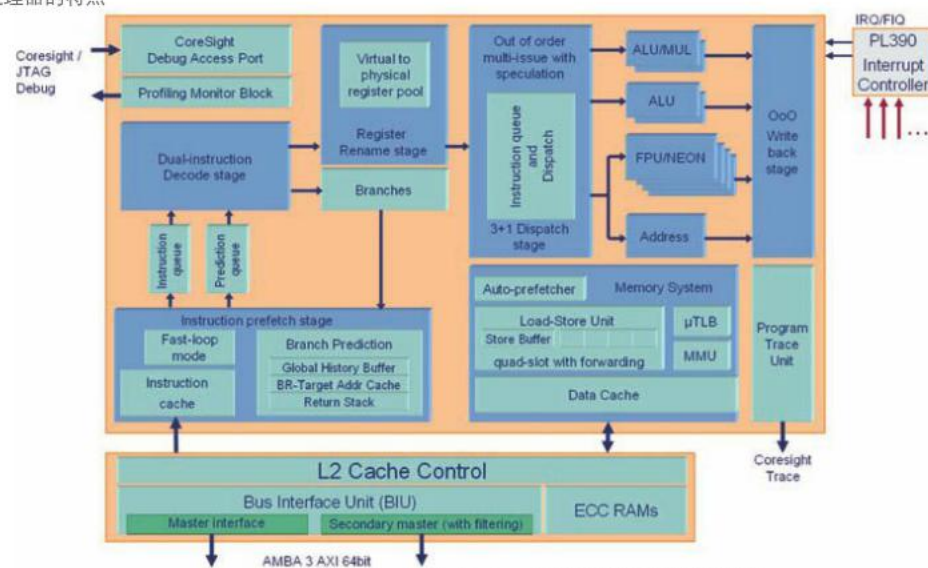 理器的特点
CoreSight
Debug Access Port
Profiling Monitor Block
Coresight /
JTAG
Debug
Virtual to
physical
register pool
Register
Rename stage
Dual-instruction
Decode stage
Branches
Instruction
queue
Prediction
queue
Out of order
multi-issue with
speculation
Instruction queue
and
Dispatch
3+1 Dispatch
stage
ALU/MUL
ALU
FPU/NEON
Address
OoO
Write
back
stage
IRQ/FIQ
PL390
Interrupt
Controller
...
Instruction prefetch stage
Fast-loop
mode
Instruction
cache
Branch Prediction
Global History Buffer
BR-Target Addr Cache
Return Stack
Auto-prefetcher
Memory System
Load-Store Unit
Store Buffer
quad-slot with forwarding
µTLB
MMU
Data Cache
Program
Trace
Unit
Coresight
Trace
L2 Cache Control
Bus Interface Unit (BIU)
Master interface
Secondary master (with filtering)
ECC RAMs
AMBA 3 AXI 64bit